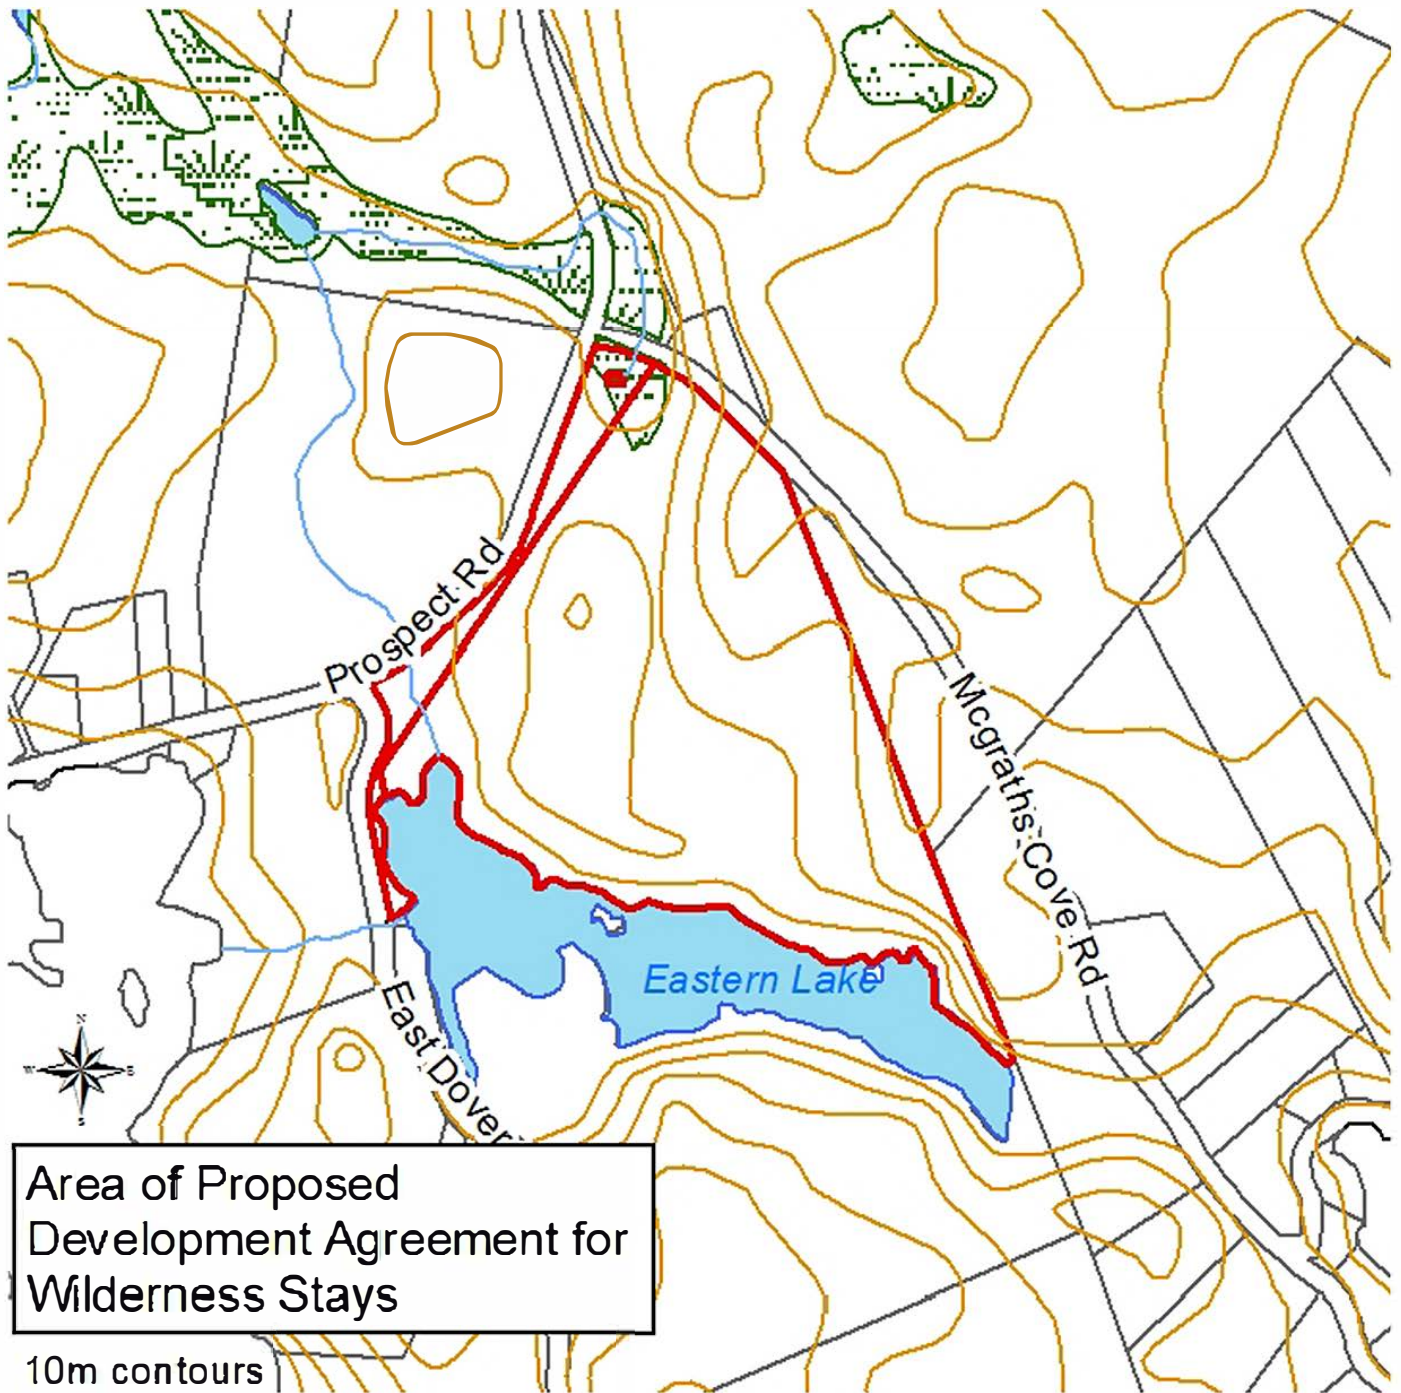 Prospect Rd
Mcgraths Cove Rd
Eastern Lake
East Dover
N
W
E
S
Area of Proposed
Development Agreement for
Wilderness Stays
10m contours